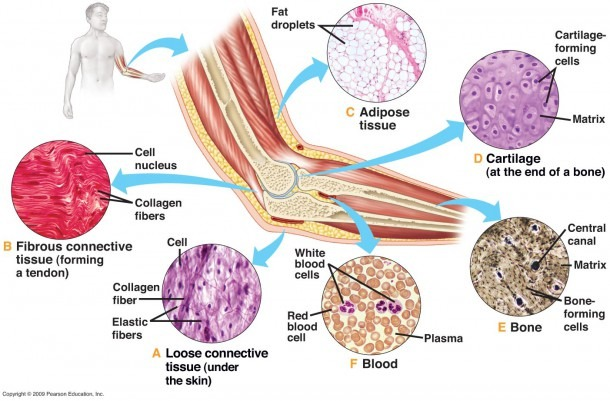 Fat
droplets
C Adipose
tissue
Cartilage-
forming
cells
Matrix
D Cartilage
(at the end of a bone)
Cell
nucleus
Collagen
fibers
B Fibrous connective
tissue (forming
a tendon)
Cell
Collagen
fiber
Elastic
fibers
A Loose connective
tissue (under
the skin)
White
blood
cells
Red
blood
cell
Plasma
F Blood
Central
canal
Matrix
Bone-
forming
cells
E Bone
Copyright © 2009 Pearson Education, Inc.